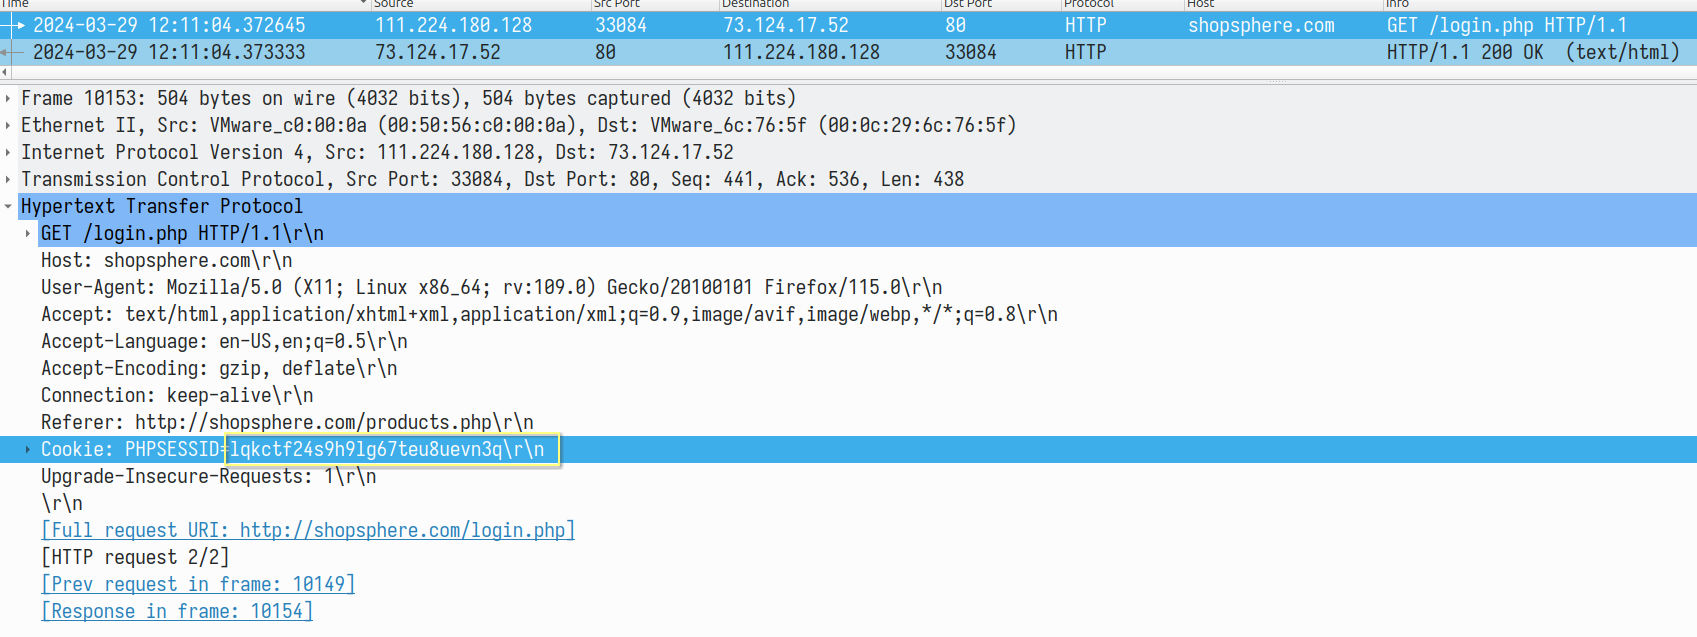 Time Source Src Port Destination Dst Port Protocol Host Info
2024-03-29 12:11:04.372645 111.224.180.128 33084 73.124.17.52 80 HTTP shopsphere.com GET /login.php HTTP/1.1
2024-03-29 12:11:04.373333 73.124.17.52 80 111.224.180.128 33084 HTTP HTTP/1.1 200 OK (text/html)
Frame 10153: 504 bytes on wire (4032 bits), 504 bytes captured (4032 bits)
Ethernet II, Src: VMware_c0:00:0a (00:50:56:c0:00:0a), Dst: VMware_6c:76:5f (00:0c:29:6c:76:5f)
Internet Protocol Version 4, Src: 111.224.180.128, Dst: 73.124.17.52
Transmission Control Protocol, Src Port: 33084, Dst Port: 80, Seq: 441, Ack: 536, Len: 438
Hypertext Transfer Protocol
GET /login.php HTTP/1.1\r\n
Host: shopsphere.com\r\n
User-Agent: Mozilla/5.0 (X11; Linux x86_64; rv:109.0) Gecko/20100101 Firefox/115.0\r\n
Accept: text/html,application/xhtml+xml,application/xml;q=0.9,image/avif,image/webp,*/*;q=0.8\r\n
Accept-Language: en-US,en;q=0.5\r\n
Accept-Encoding: gzip, deflate\r\n
Connection: keep-alive\r\n
Referer: http://shopsphere.com/products.php\r\n
Cookie: PHPSESSID=lqkctf24s9h9lg67teu8uevn3q\r\n
Upgrade-Insecure-Requests: 1\r\n
\r\n
[Full request URI: http://shopsphere.com/login.php]
[HTTP request 2/2]
[Prev request in frame: 10149]
[Response in frame: 10154]